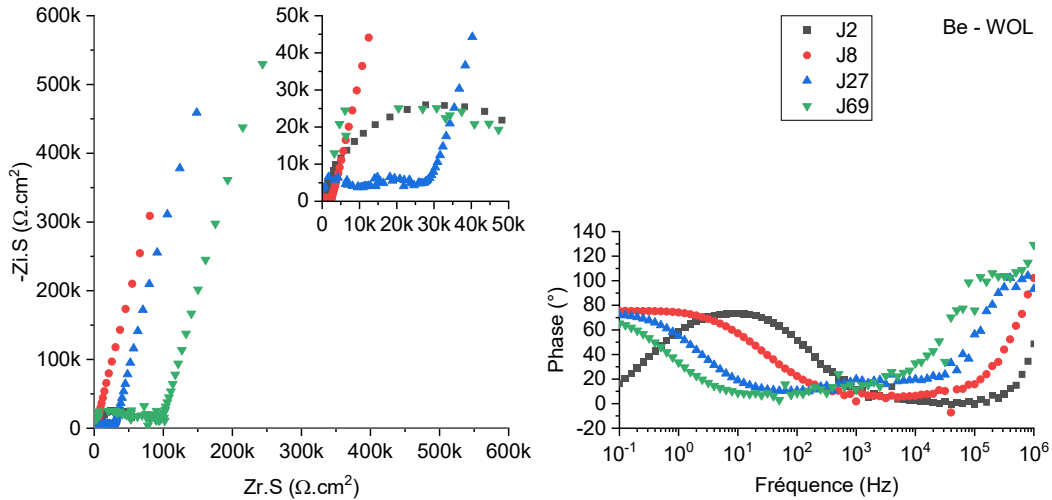 600k
500k
400k
300k
200k
100k
0
-Zi.S (Ω.cm²)
0 100k 200k 300k 400k 500k 600k
Zr.S (Ω.cm²)
50k
40k
30k
20k
10k
0
0 10k 20k 30k 40k 50k
J2
J8
J27
J69
Be - WOL
140
120
100
80
60
40
20
0
-20
Phase (°)
10⁻¹ 10⁰ 10¹ 10² 10³ 10⁴ 10⁵ 10⁶
Fréquence (Hz)